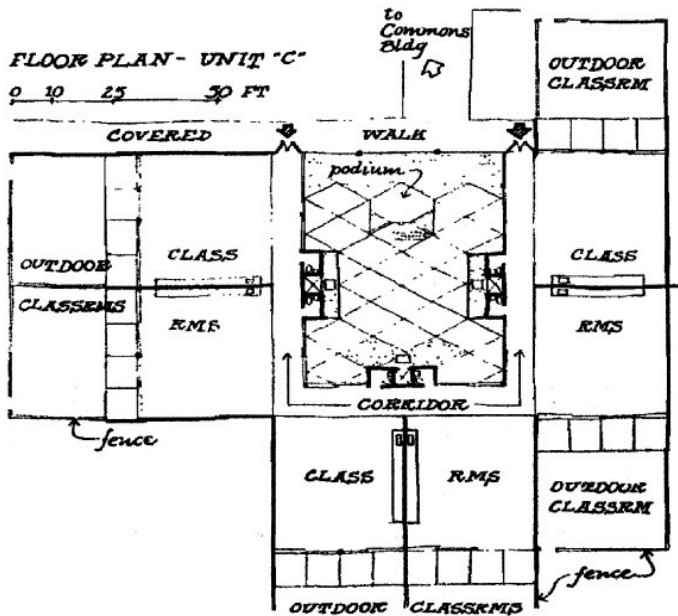 to
Commons
Bldg
FLOOR PLAN - UNIT "C"
0 10 25 50 FT
OUTDOOR
CLASSRM
COVERED WALK
podium
CLASS
RMS
OUTDOOR
CLASSRMS
CLASS
RMS
CORRIDOR
fence
CLASS RMS
OUTDOOR
CLASSRM
fence
OUTDOOR CLASSRMS